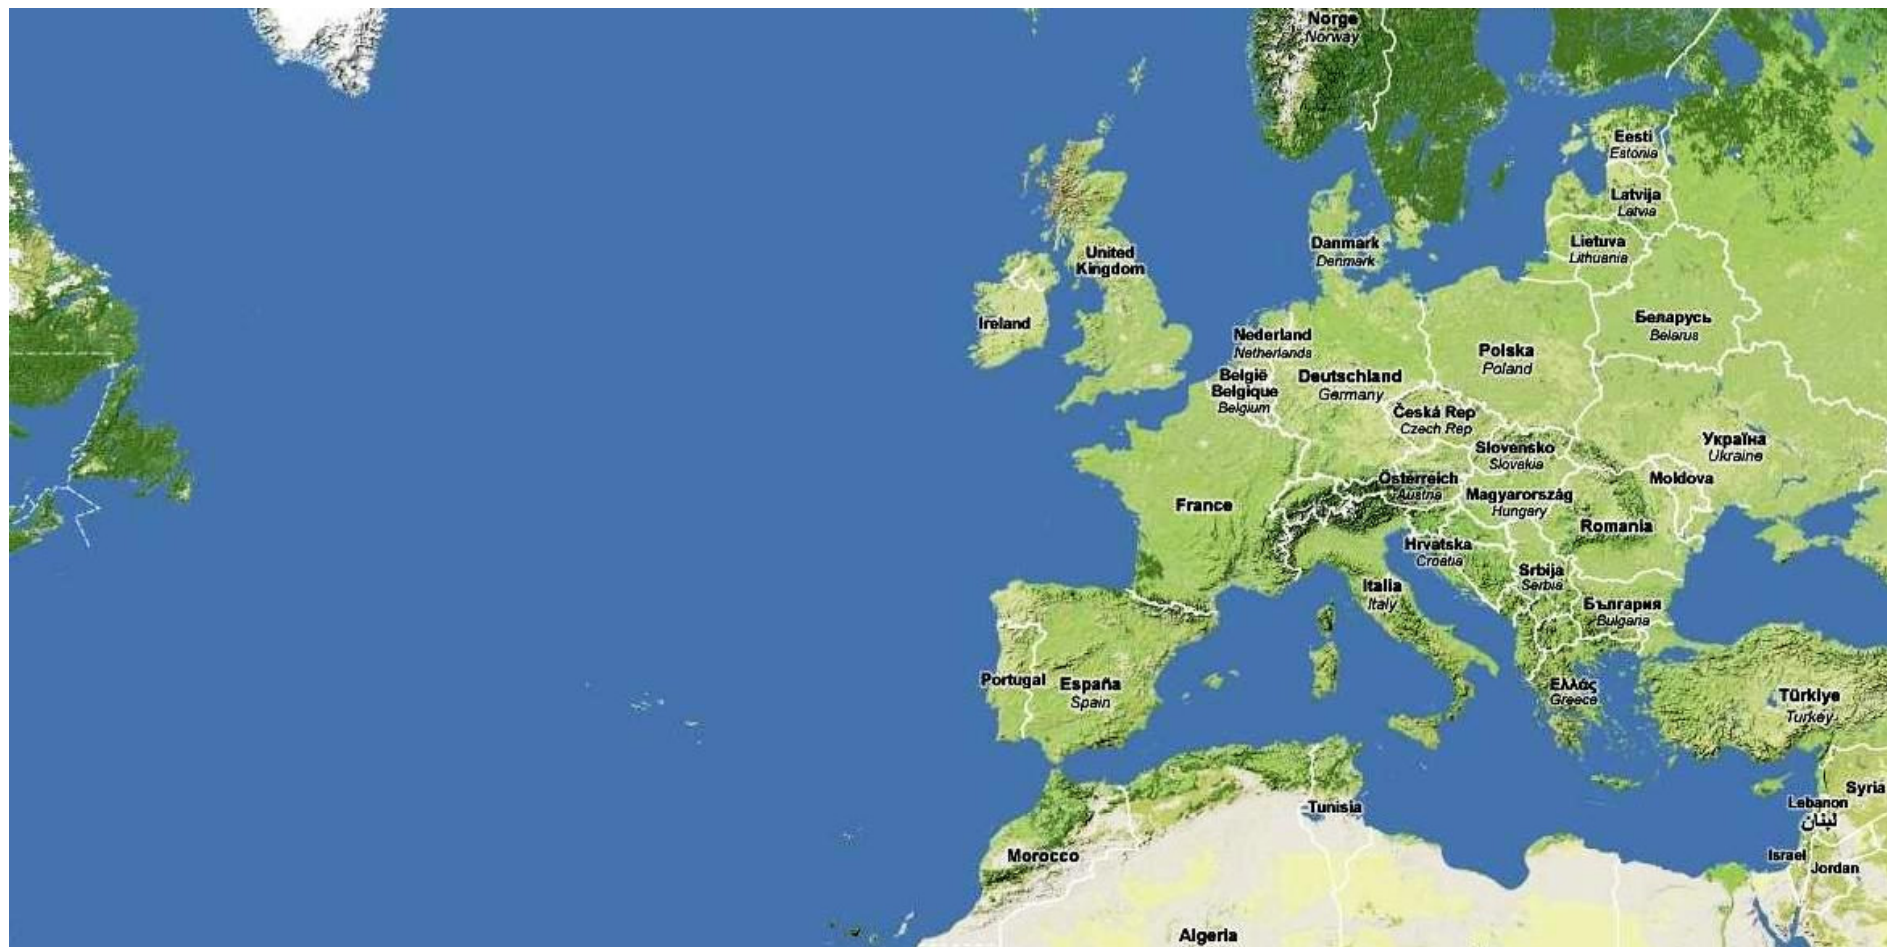 Norge
Norway
Eesti
Estonia
Latvija
Latvia
United
Kingdom
Danmark
Denmark
Lietuva
Lithuania
Ireland
Беларусь
Belarus
Nederland
Netherlands
Polska
Poland
België
Belgique
Belgium
Deutschland
Germany
Česká Rep
Czech Rep
Slovensko
Slovakia
Україна
Ukraine
Österreich
Austria
Moldova
Magyarország
Hungary
France
Romania
Hrvatska
Croatia
Srbija
Serbia
Italia
Italy
България
Bulgaria
Portugal
España
Spain
Ελλάς
Greece
Türkiye
Turkey
Syria
Lebanon
لبنان
Tunisia
Morocco
Israel
Jordan
Algeria